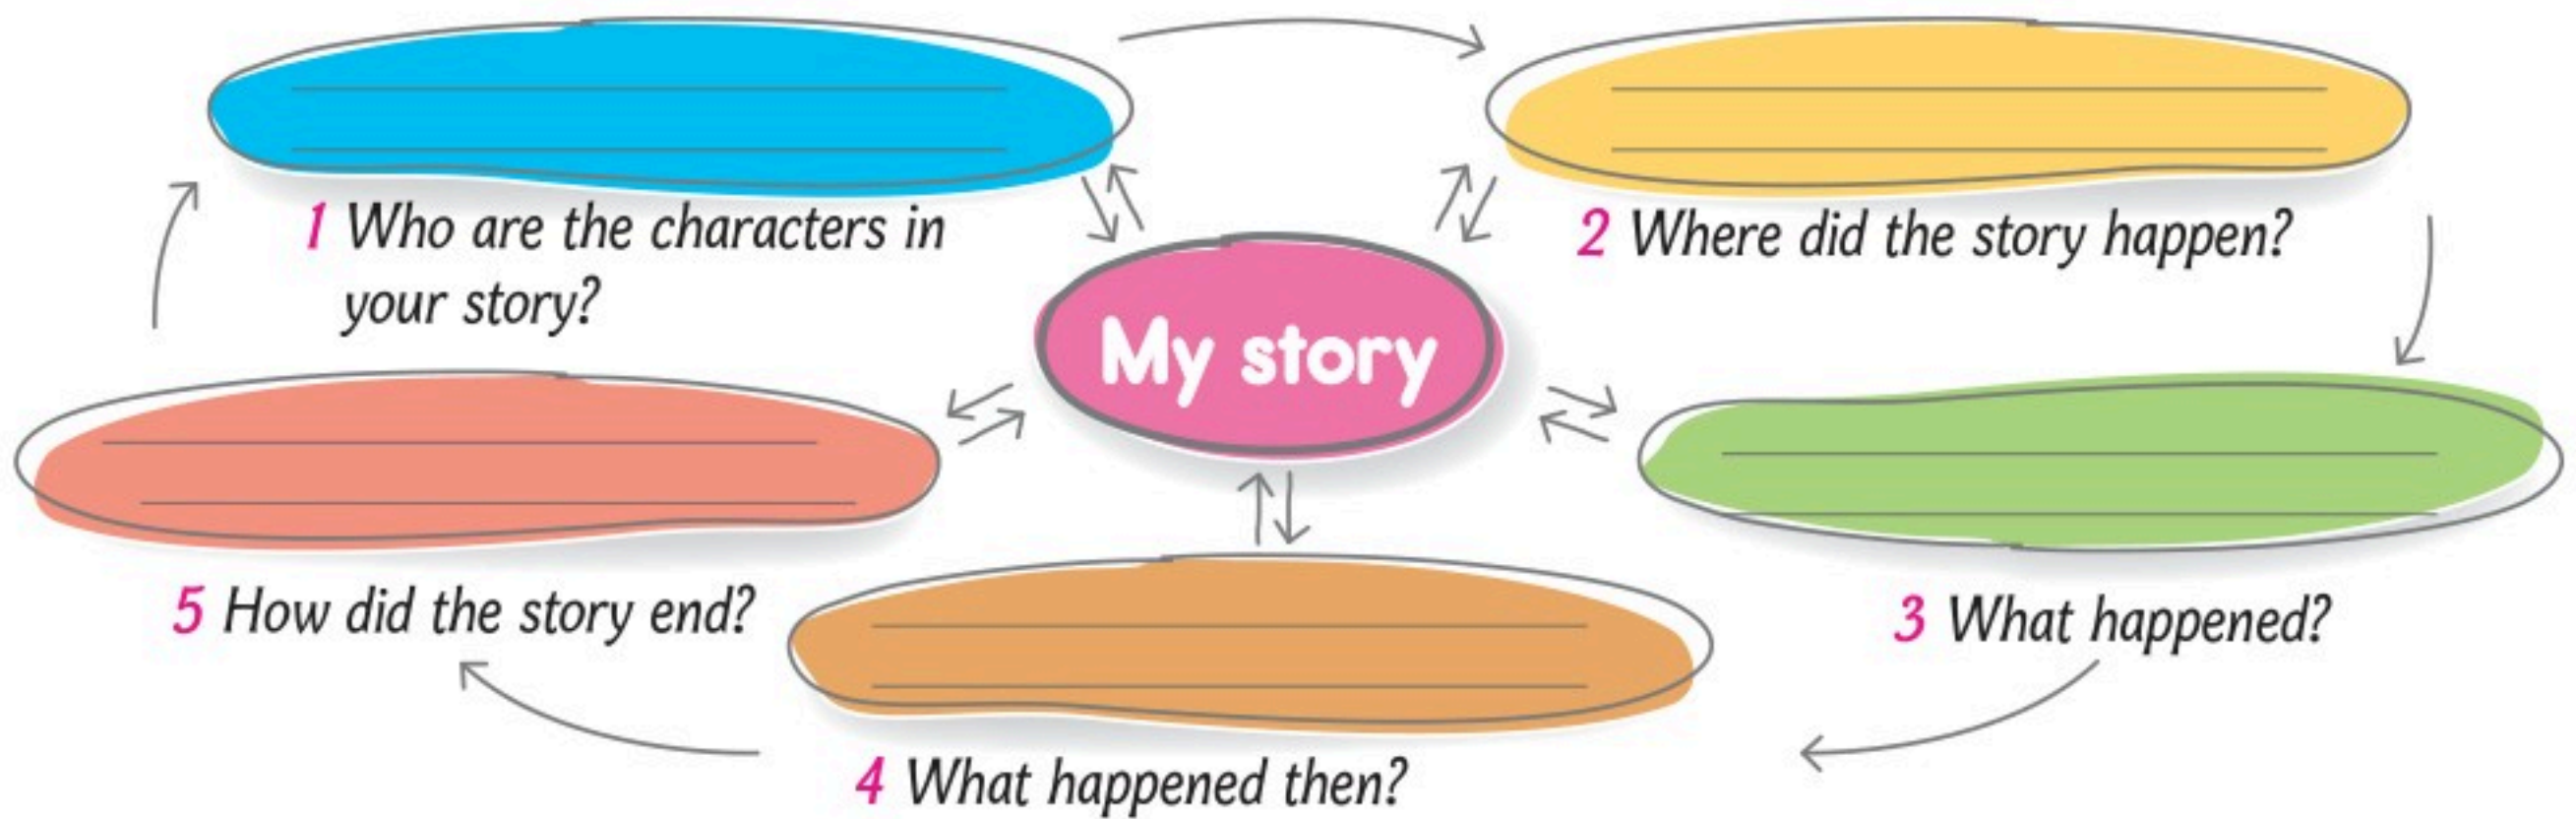 1 Who are the characters in
your story?
2 Where did the story happen?
My story
3 What happened?
4 What happened then?
5 How did the story end?